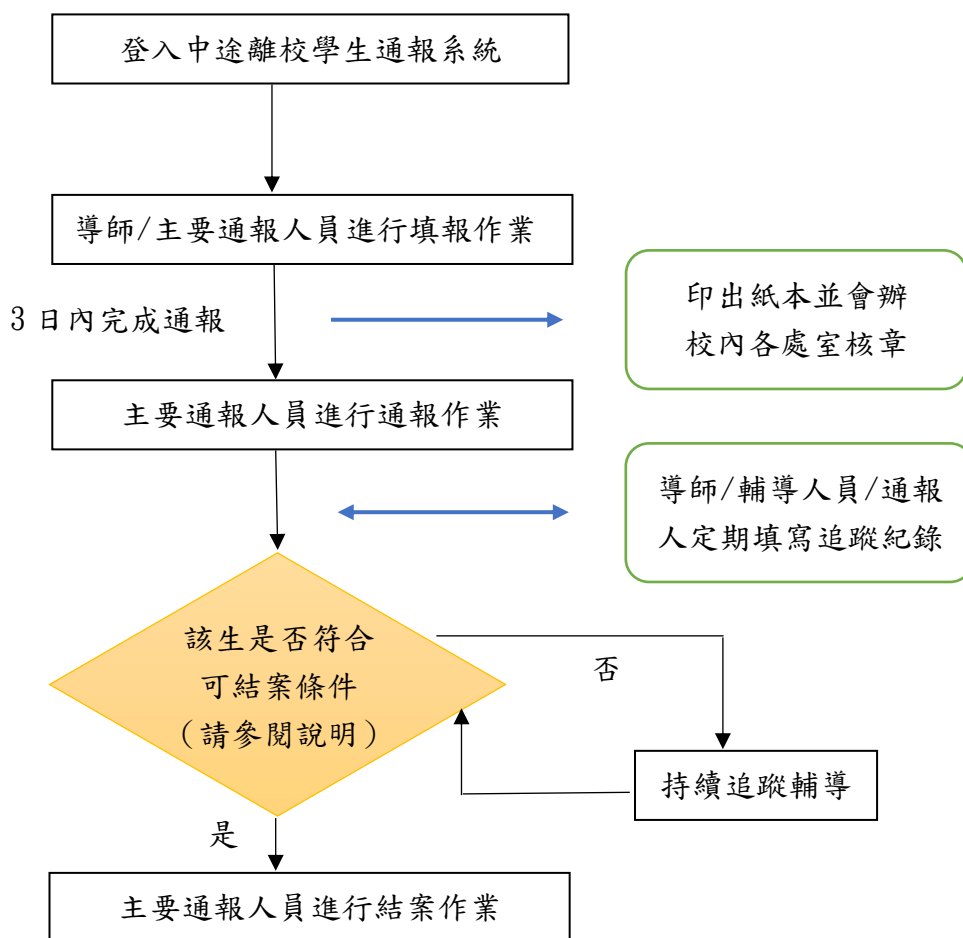 登入中途離校學生通報系統
導師/主要通報人員進行填報作業
3 日內完成通報
印出紙本並會辦
校內各處室核章
主要通報人員進行通報作業
導師/輔導人員/通報
人定期填寫追蹤紀錄
該生是否符合
可結案條件
（請參閱說明）
否
持續追蹤輔導
是
主要通報人員進行結案作業